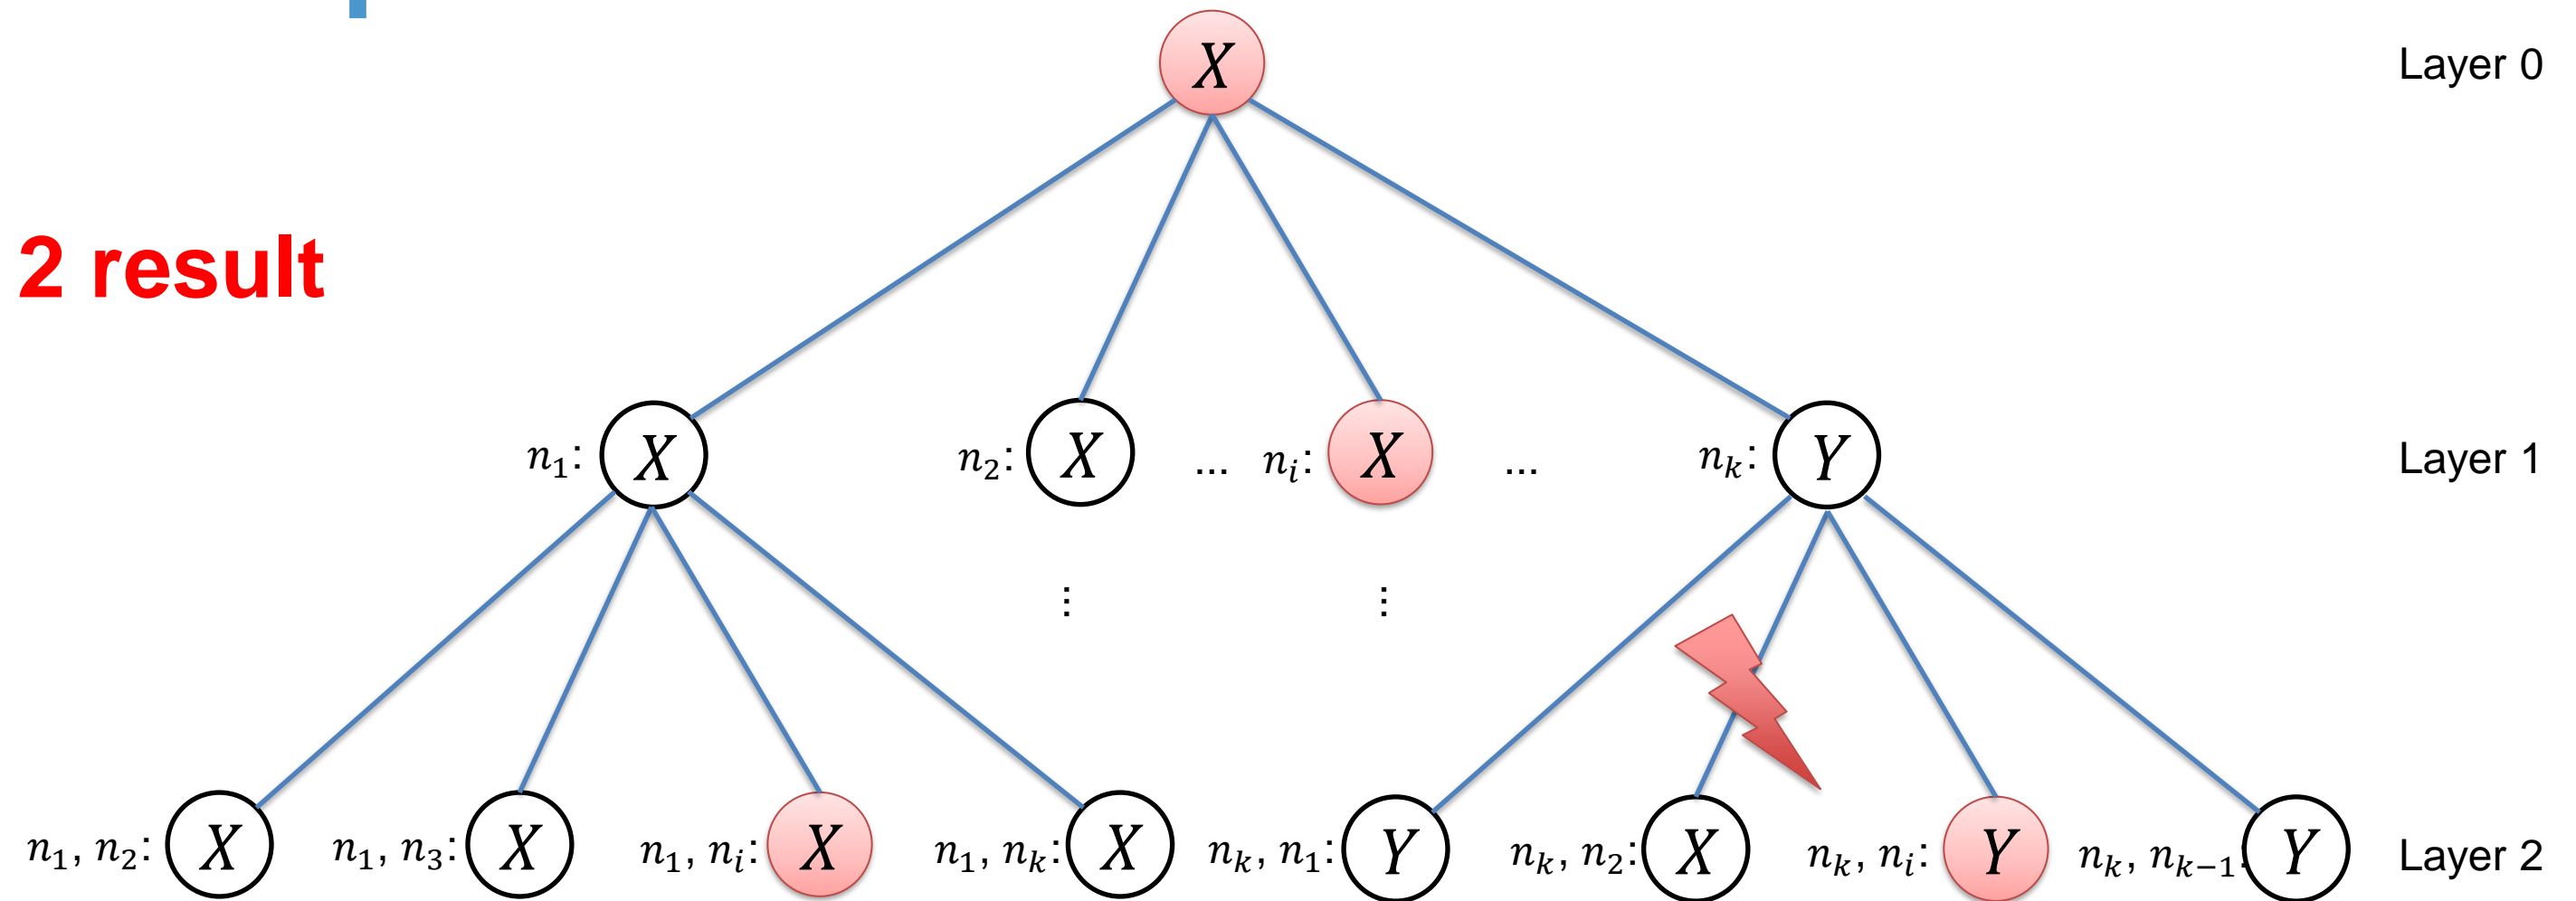 X Layer 0
2 result
n₁: X n₂: X ... nᵢ: X ... nₖ: Y Layer 1
⋮ ⋮
n₁, n₂: X n₁, n₃: X n₁, nᵢ: X n₁, nₖ: X nₖ, n₁: Y nₖ, n₂: X nₖ, nᵢ: Y nₖ, nₖ₋₁: Y Layer 2